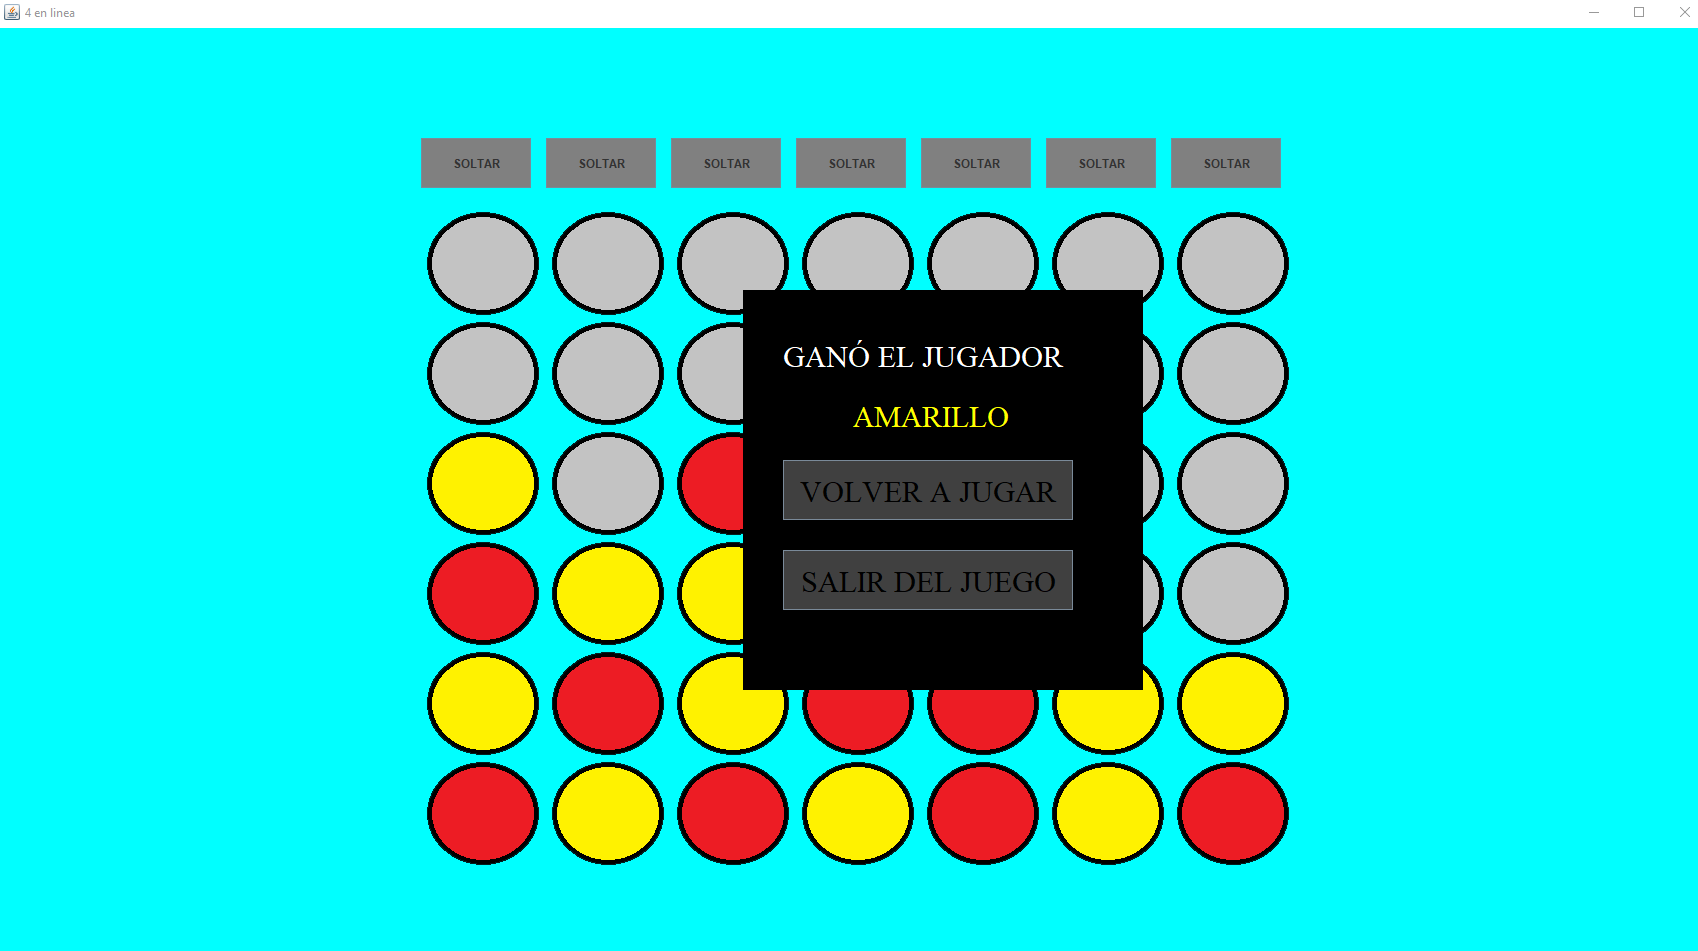 4 en linea
SOLTAR SOLTAR SOLTAR SOLTAR SOLTAR SOLTAR SOLTAR
GANÓ EL JUGADOR
AMARILLO
VOLVER A JUGAR
SALIR DEL JUEGO